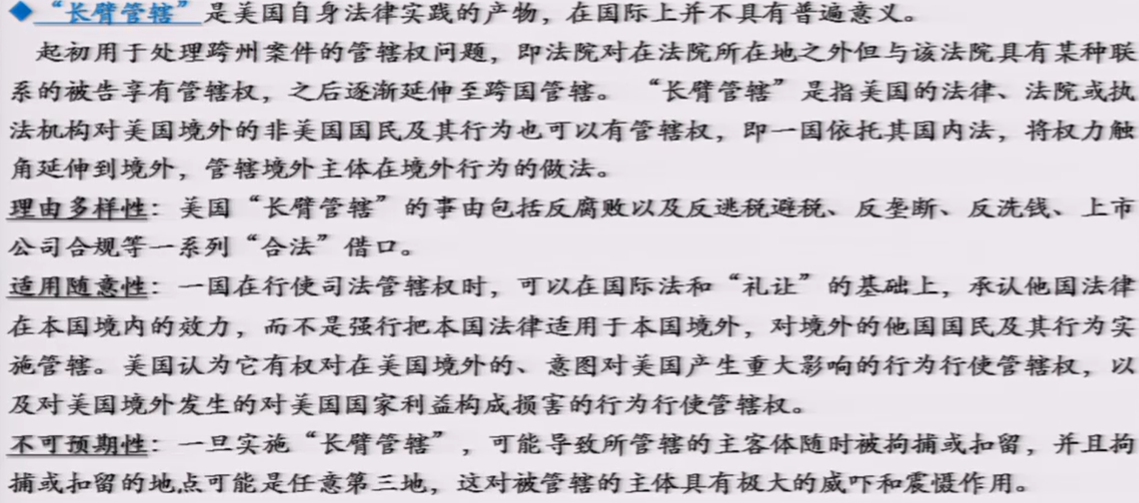 ◆ “长臂管辖”是美国自身法律实践的产物，在国际上并不具有普遍意义。
起初用于处理跨州案件的管辖权问题，即法院对在法院所在地之外但与该法院具有某种联
系的被告享有管辖权，之后逐渐延伸至跨国管辖。 “长臂管辖”是指美国的法律、法院或执
法机构对美国境外的非美国国民及其行为也可以有管辖权，即一国依托其国内法，将权力触
角延伸到境外，管辖境外主体在境外行为的做法。
理由多样性：美国“长臂管辖”的事由包括反腐败以及反逃税避税、反垄断、反洗钱、上市
公司合规等一系列“合法”借口。
适用随意性：一国在行使司法管辖权时，可以在国际法和“礼让”的基础上，承认他国法律
在本国境内的效力，而不是强行把本国法律适用于本国境外，对境外的他国国民及其行为实
施管辖。美国认为它有权对在美国境外的、意图对美国产生重大影响的行为行使管辖权，以
及对美国境外发生的对美国国家利益构成损害的行为行使管辖权。
不可预期性：一旦实施“长臂管辖”，可能导致所管辖的主客体随时被拘捕或扣留，并且拘
捕或扣留的地点可能是任意第三地，这对被管辖的主体具有极大的威吓和震慑作用。